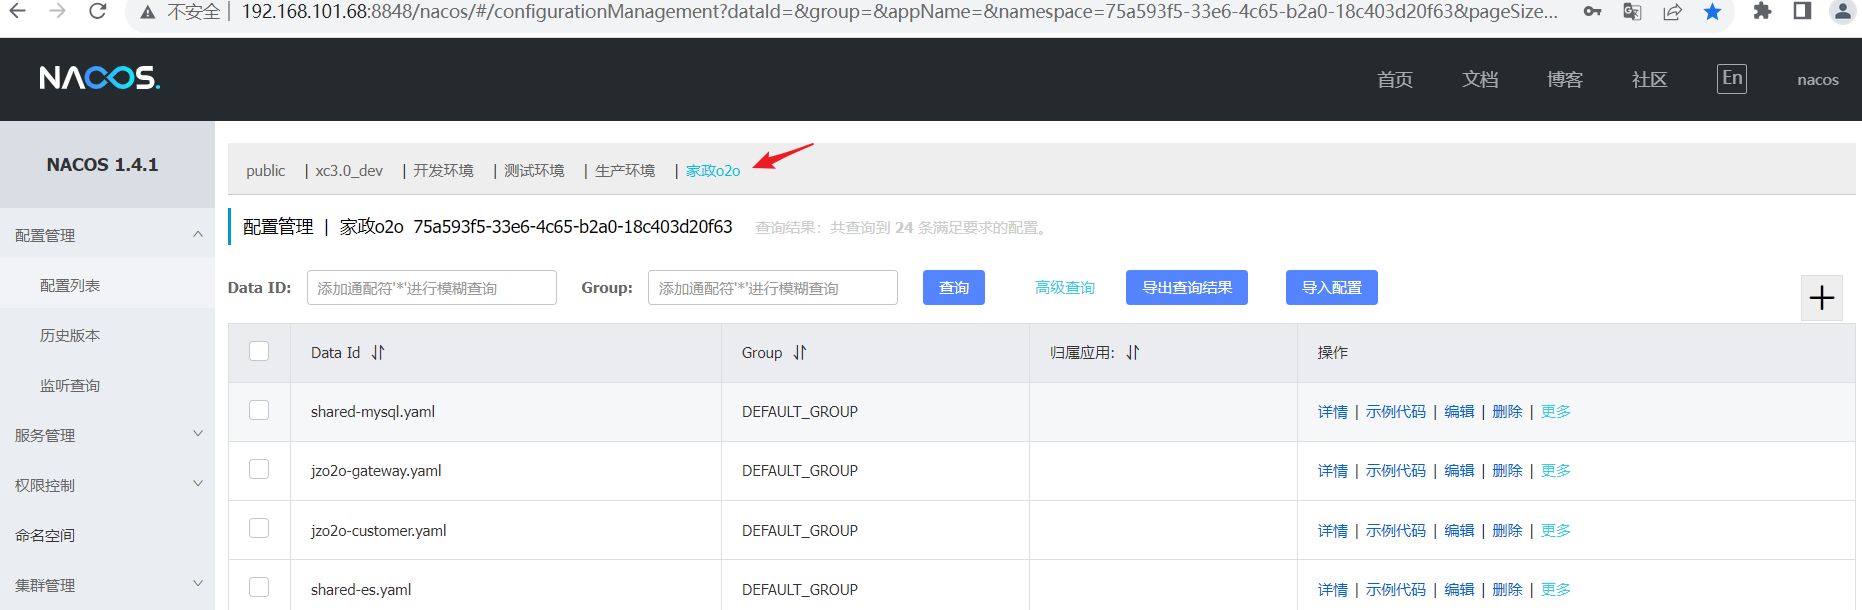 不安全 | 192.168.101.68:8848/nacos/#/configurationManagement?dataId=&group=&appName=&namespace=75a593f5-33e6-4c65-b2a0-18c403d20f63&pageSize...
NACOS.
首页 文档 博客 社区 En nacos
NACOS 1.4.1
配置管理
配置列表
历史版本
监听查询
服务管理
权限控制
命名空间
集群管理
public | xc3.0_dev | 开发环境 | 测试环境 | 生产环境 | 家政o2o
配置管理 | 家政o2o 75a593f5-33e6-4c65-b2a0-18c403d20f63 查询结果：共查询到 24 条满足要求的配置。
Data ID: 添加通配符'*'进行模糊查询 Group: 添加通配符'*'进行模糊查询 查询 高级查询 导出查询结果 导入配置 +
Data Id Group 归属应用: 操作
shared-mysql.yaml DEFAULT_GROUP 详情 | 示例代码 | 编辑 | 删除 | 更多
jzo2o-gateway.yaml DEFAULT_GROUP 详情 | 示例代码 | 编辑 | 删除 | 更多
jzo2o-customer.yaml DEFAULT_GROUP 详情 | 示例代码 | 编辑 | 删除 | 更多
shared-es.yaml DEFAULT_GROUP 详情 | 示例代码 | 编辑 | 删除 | 更多